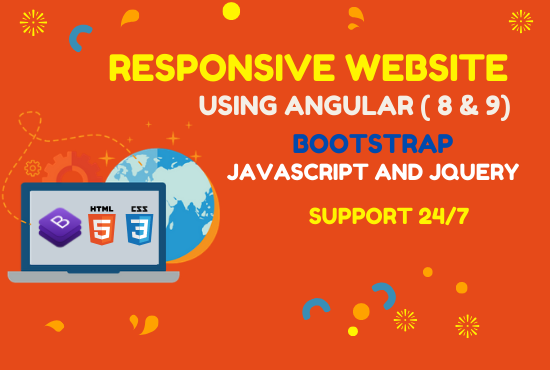 RESPONSIVE WEBSITE
USING ANGULAR ( 8 & 9)
BOOTSTRAP
JAVASCRIPT AND JQUERY
SUPPORT 24/7
B
HTML
5
CSS
3